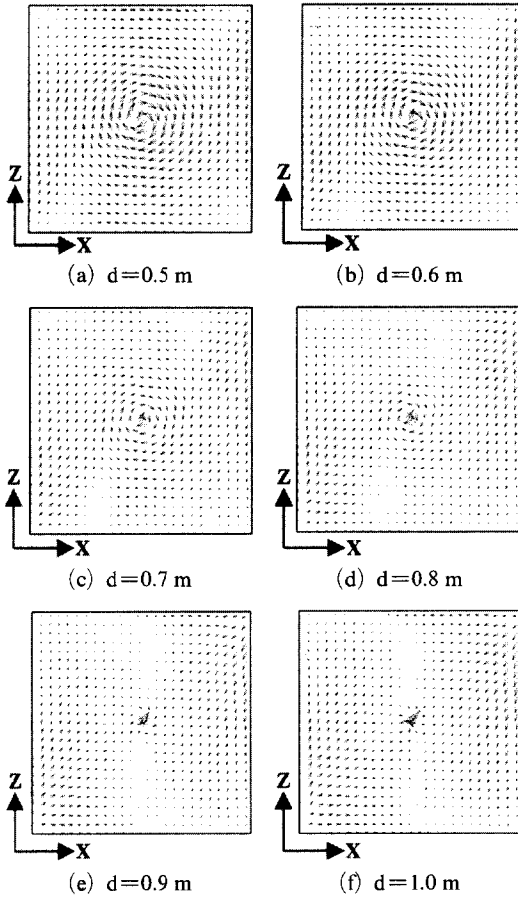 Z
Z
X
X
(a) d=0.5 m
(b) d=0.6 m
Z
Z
X
X
(c) d=0.7 m
(d) d=0.8 m
Z
Z
X
X
(e) d=0.9 m
(f) d=1.0 m